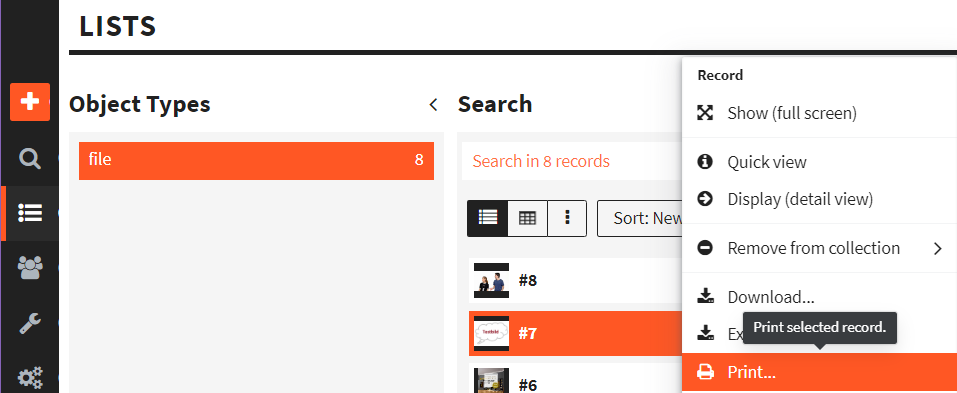 LISTS
Object Types
file 8
Search
Search in 8 records
Sort: New
#8
#7
#6
Record
Show (full screen)
Quick view
Display (detail view)
Remove from collection
Download...
Ex
Print selected record.
Print...